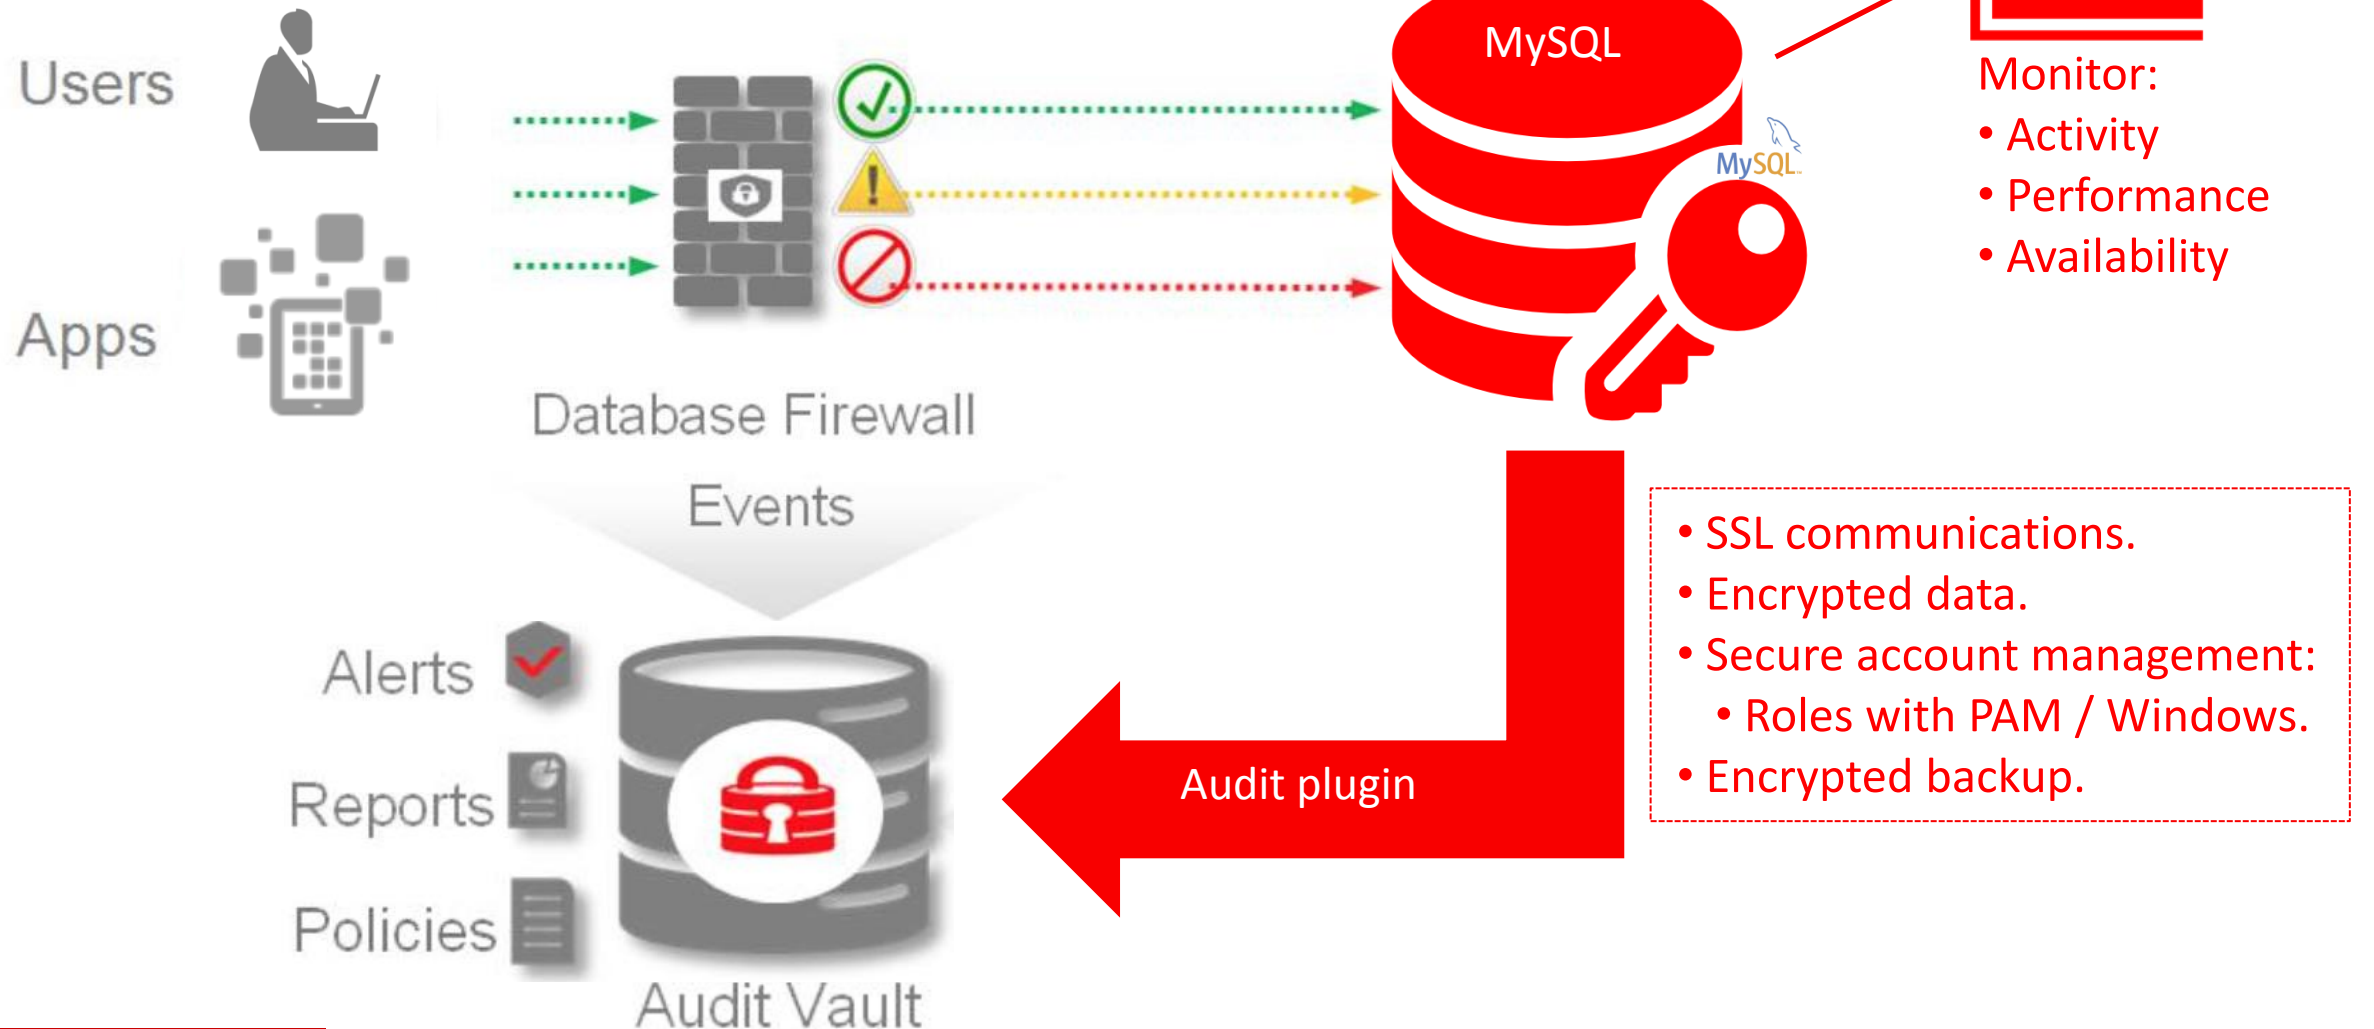 Users
Apps
Database Firewall
Events
Alerts
Reports
Policies
Audit Vault
MySQL
MySQL
Monitor:
• Activity
• Performance
• Availability
Audit plugin
• SSL communications.
• Encrypted data.
• Secure account management:
• Roles with PAM / Windows.
• Encrypted backup.